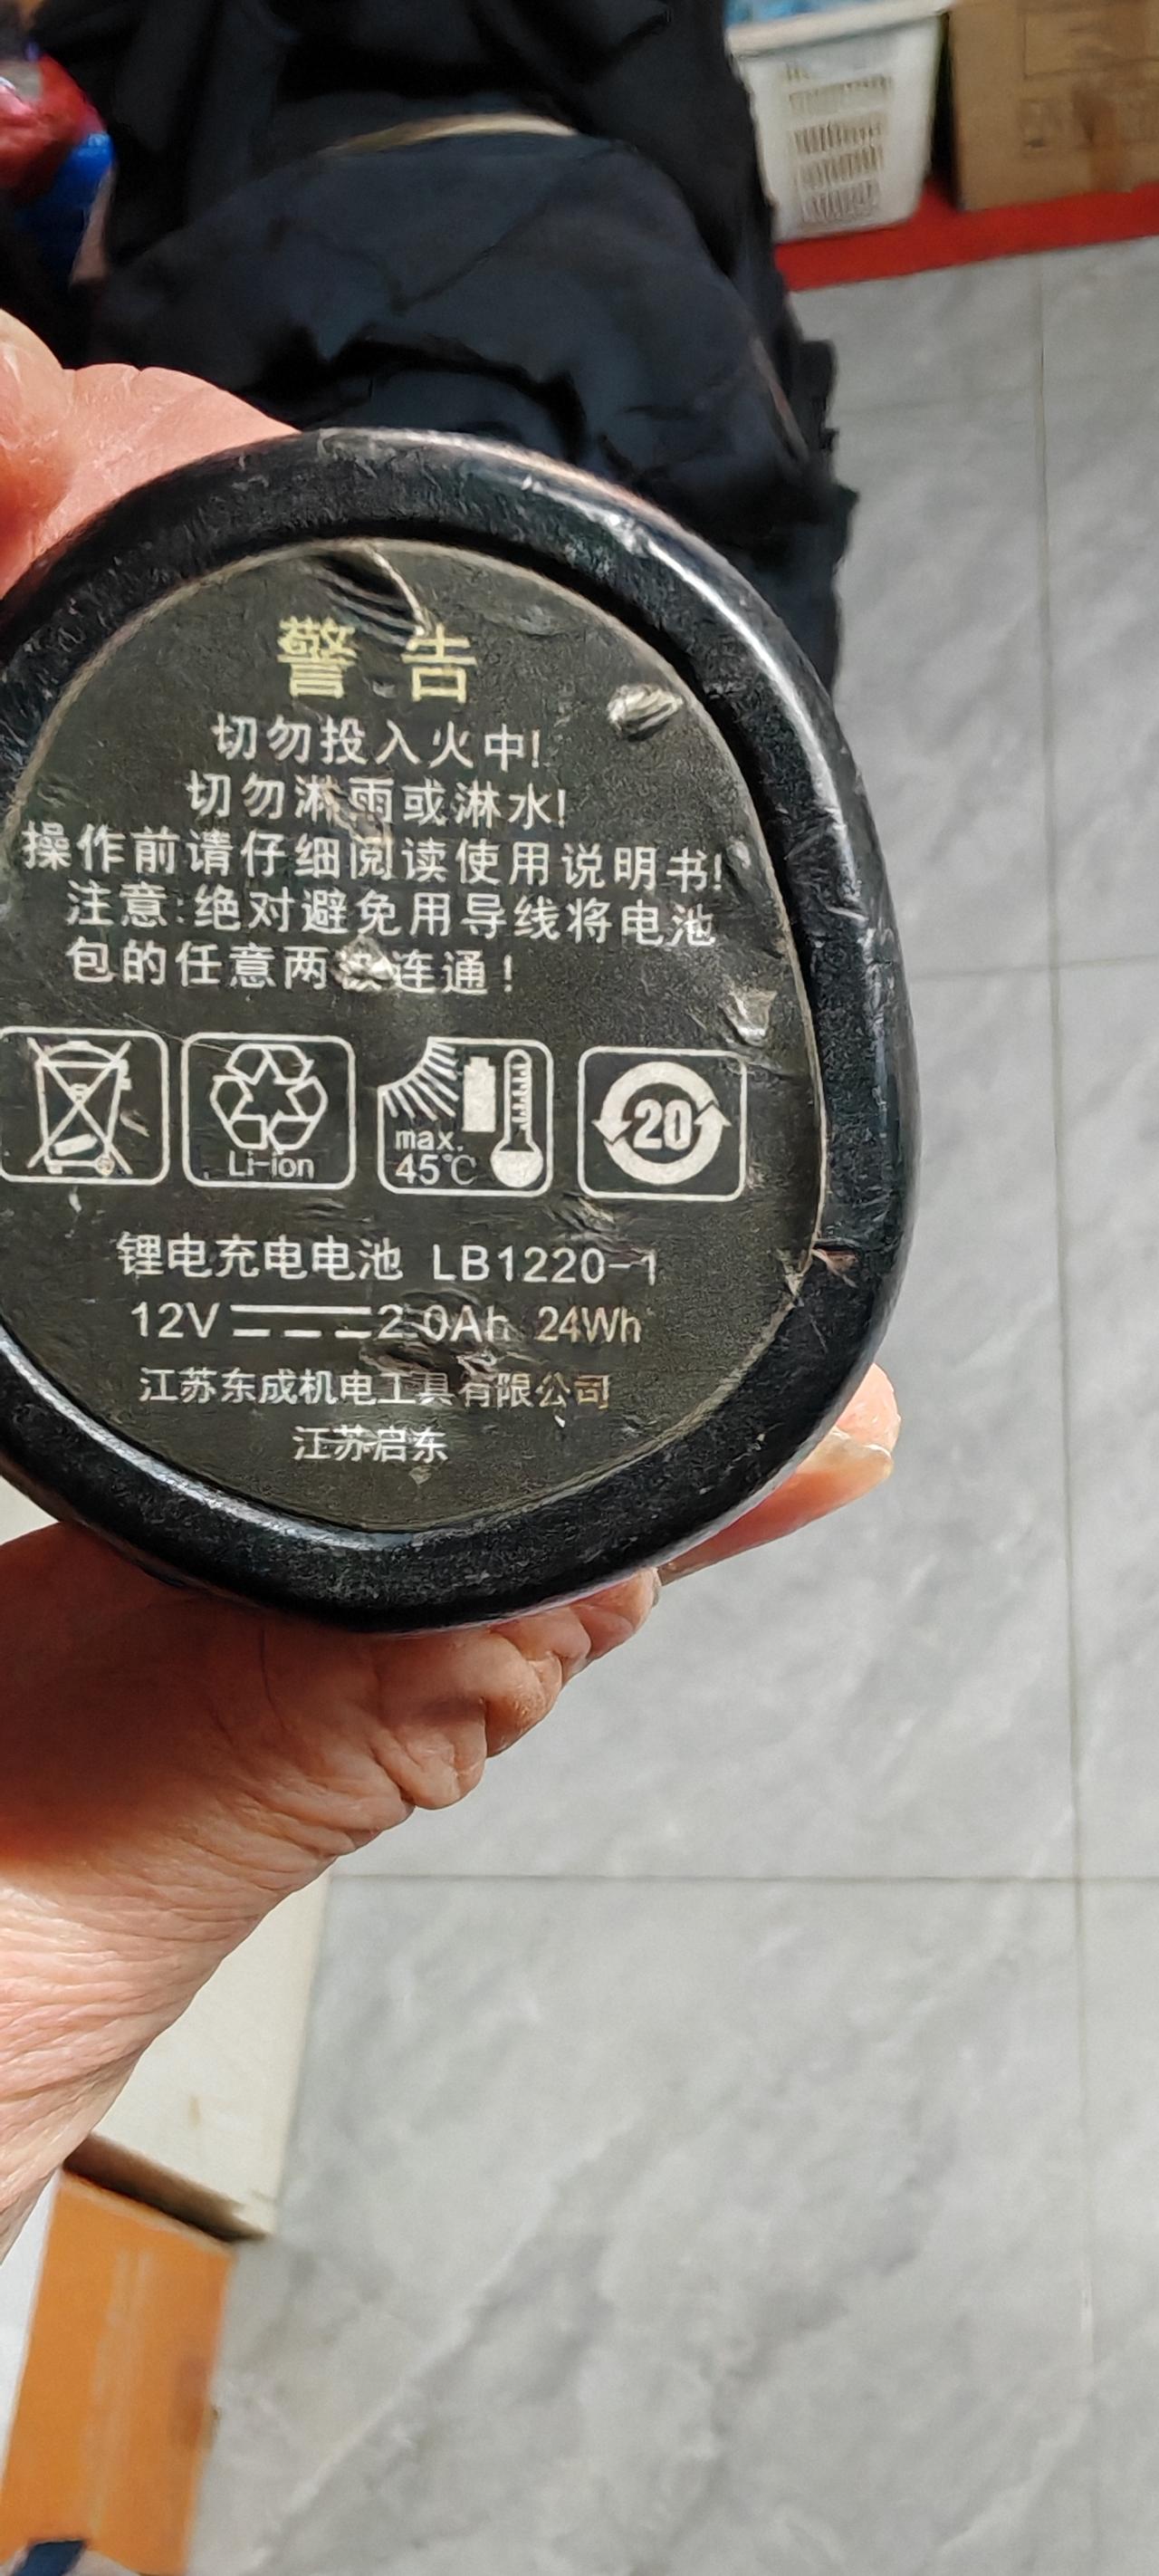 警告
切勿投入火中!
切勿淋雨或淋水!
操作前请仔细阅读使用说明书!
注意:绝对避免用导线将电池
包的任意两 连通!
Li-ion
max.
45℃
20
锂电充电电池 LB1220-1
12V 2.0Ah 24Wh
江苏东成机电工具有限公司
江苏启东